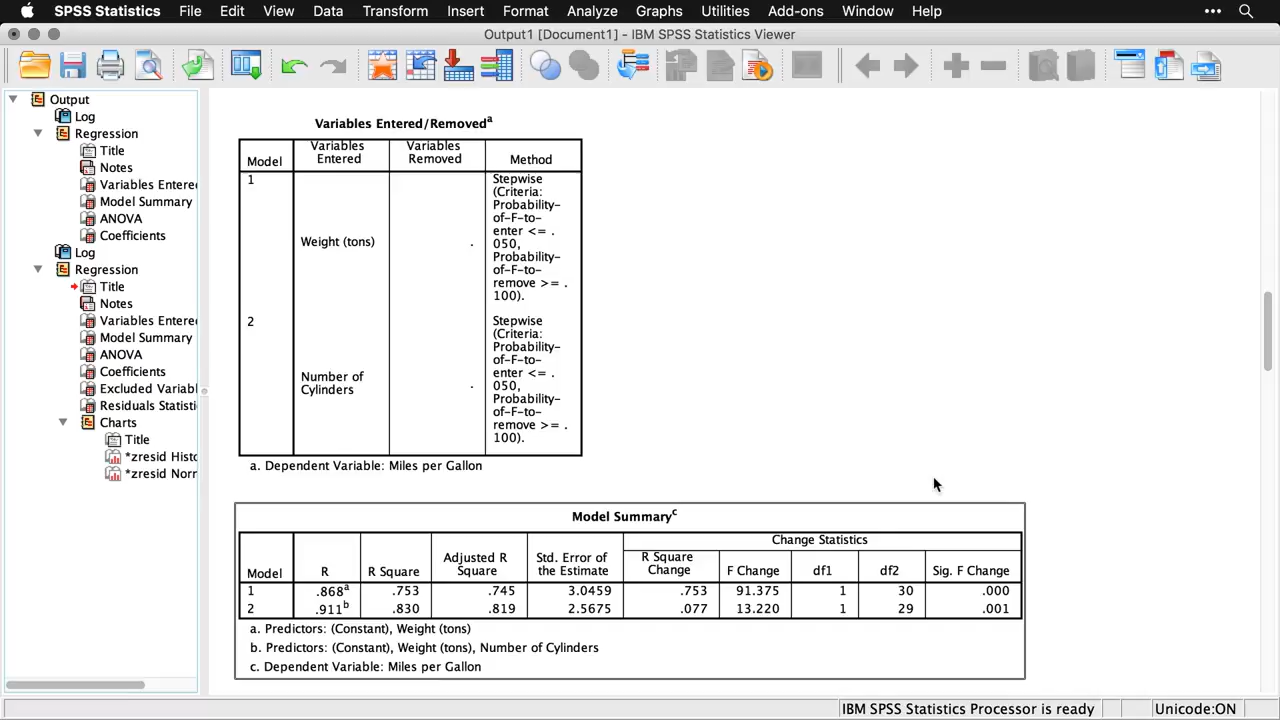 SPSS Statistics File Edit View Data Transform Insert Format Analyze Graphs Utilities Add-ons Window Help
Output1 [Document1] - IBM SPSS Statistics Viewer
Output
Log
Regression
Title
Notes
Variables Entere
Model Summary
ANOVA
Coefficients
Log
Regression
Title
Notes
Variables Entere
Model Summary
ANOVA
Coefficients
Excluded Variabl
Residuals Statisti
Charts
Title
*zresid Histo
*zresid Norr
Variables Entered/Removedᵃ
Model Variables Entered Variables Removed Method
1 Weight (tons) . Stepwise
(Criteria:
Probability-
of-F-to-
enter <= .
050,
Probability-
of-F-to-
remove >= .
100).
2 Number of Cylinders . Stepwise
(Criteria:
Probability-
of-F-to-
enter <= .
050,
Probability-
of-F-to-
remove >= .
100).
a. Dependent Variable: Miles per Gallon
Model Summaryᶜ
Change Statistics
Model R R Square Adjusted R Square Std. Error of the Estimate R Square Change F Change df1 df2 Sig. F Change
1 .868ᵃ .753 .745 3.0459 .753 91.375 1 30 .000
2 .911ᵇ .830 .819 2.5675 .077 13.220 1 29 .001
a. Predictors: (Constant), Weight (tons)
b. Predictors: (Constant), Weight (tons), Number of Cylinders
c. Dependent Variable: Miles per Gallon
IBM SPSS Statistics Processor is ready Unicode:ON